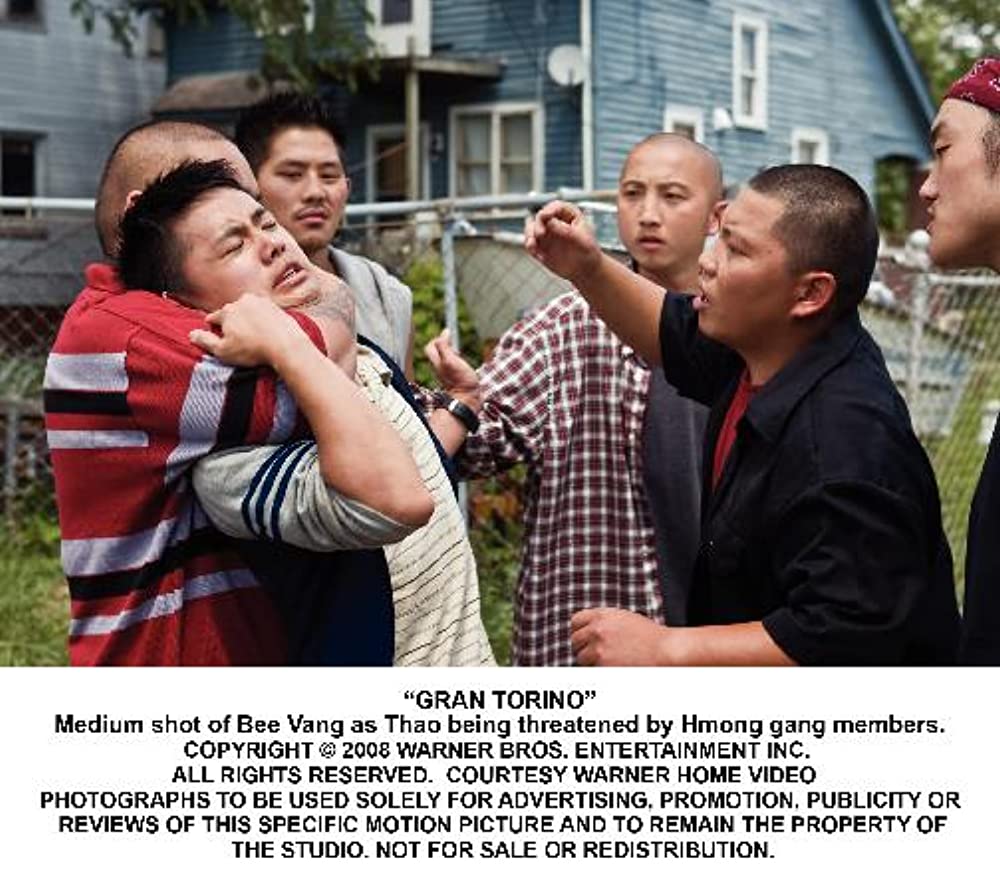 “GRAN TORINO”
Medium shot of Bee Vang as Thao being threatened by Hmong gang members.
COPYRIGHT © 2008 WARNER BROS. ENTERTAINMENT INC.
ALL RIGHTS RESERVED. COURTESY WARNER HOME VIDEO
PHOTOGRAPHS TO BE USED SOLELY FOR ADVERTISING, PROMOTION, PUBLICITY OR
REVIEWS OF THIS SPECIFIC MOTION PICTURE AND TO REMAIN THE PROPERTY OF
THE STUDIO. NOT FOR SALE OR REDISTRIBUTION.